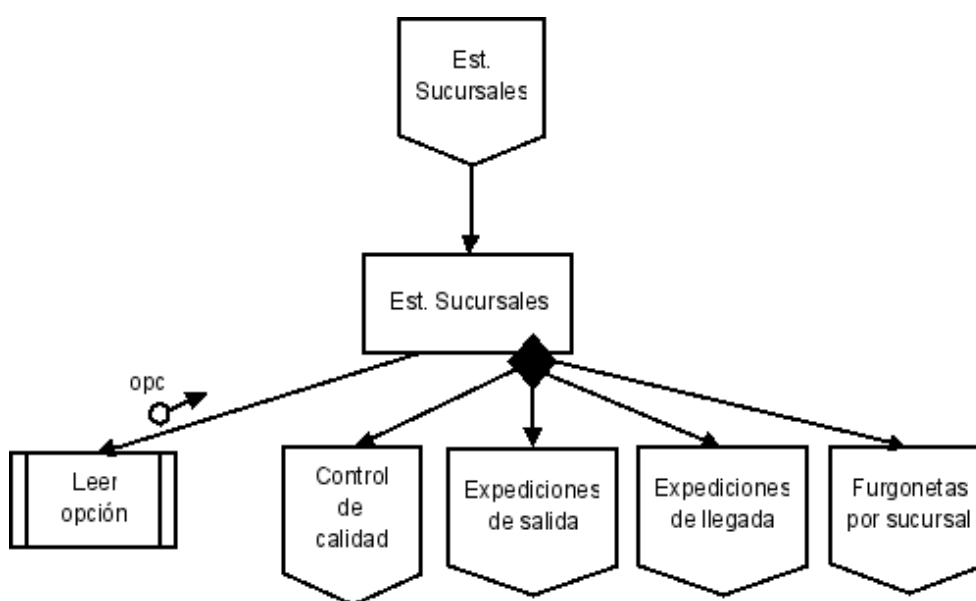 Est.
Sucursales
Est. Sucursales
opc
Leer
opción
Control
de
calidad
Expediciones
de salida
Expediciones
de llegada
Furgonetas
por sucursal